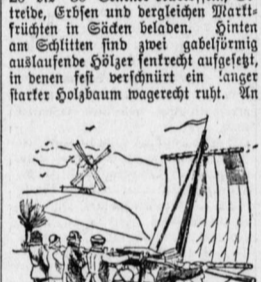 treide, Erbsen und dergleichen Markt-
früchten in Säcken beladen. Hinten
am Schlitten sind zwei gabelförmig
auslaufende Hölzer senkrecht aufgesetzt,
in denen fest verschnürt ein langer
starker Holzbaum wagerecht ruht. An